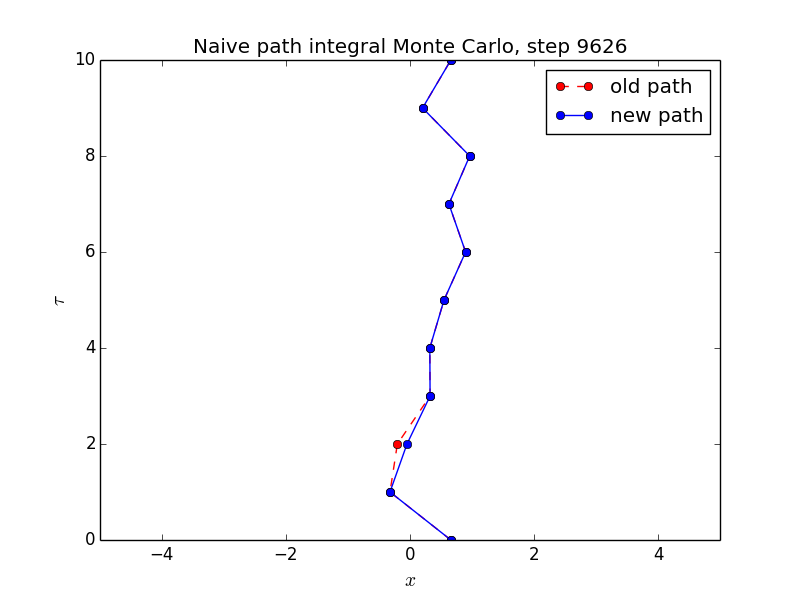 Naive path integral Monte Carlo, step 9626
10
8
6
4
2
0
τ
old path
new path
−4
−2
0
2
4
x